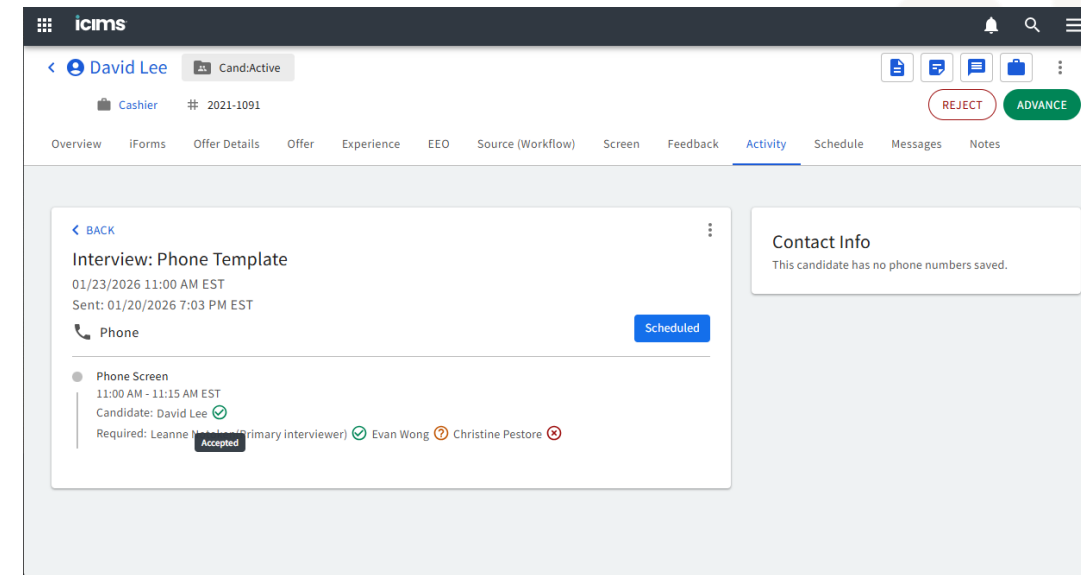 icims
David Lee Cand:Active
Cashier # 2021-1091 REJECT ADVANCE
Overview iForms Offer Details Offer Experience EEO Source (Workflow) Screen Feedback Activity Schedule Messages Notes
BACK
Interview: Phone Template
01/23/2026 11:00 AM EST
Sent: 01/20/2026 7:03 PM EST
Phone
Scheduled
Phone Screen
11:00 AM - 11:15 AM EST
Candidate: David Lee
Required: Leanne (Primary interviewer) Evan Wong Christine Pestore
Accepted
Contact Info
This candidate has no phone numbers saved.